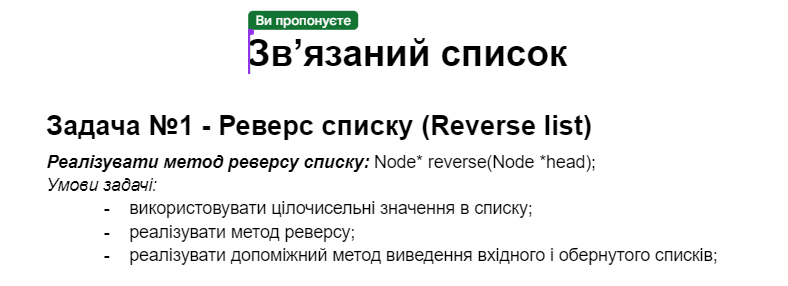 Ви пропонуєте
Зв’язаний список
Задача №1 - Реверс списку (Reverse list)
Реалізувати метод реверсу списку: Node* reverse(Node *head);
Умови задачі:
- використовувати цілочисельні значення в списку;
- реалізувати метод реверсу;
- реалізувати допоміжний метод виведення вхідного і обернутого списків;